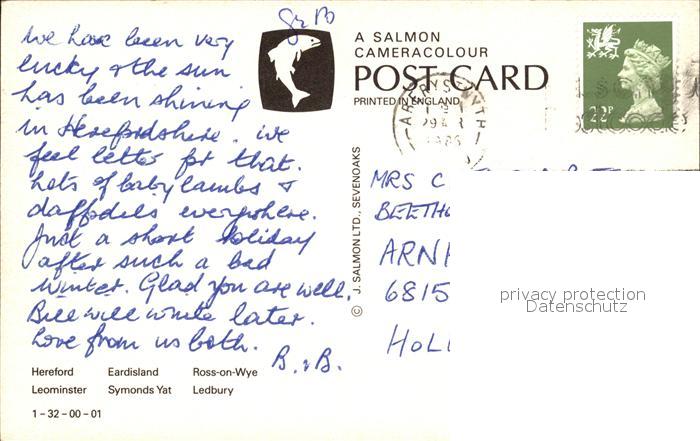 We have been very
lucky & the sun
has been shining
in Herefordshire. We
feel better for that.
Lots of baby lambs &
daffodils everywhere.
Just a short holiday
after such a bad
winter. Glad you are well.
Bill will write later.
Love from us both.
B. & B.
Hereford Eardisland Ross-on-Wye
Leominster Symonds Yat Ledbury
1-32-00-01
A SALMON
CAMERACOLOUR
POST CARD
PRINTED IN ENGLAND
© J. SALMON LTD., SEVENOAKS
22P
MRS C
BEETH
ARN
6815
HOL
privacy protection
Datenschutz